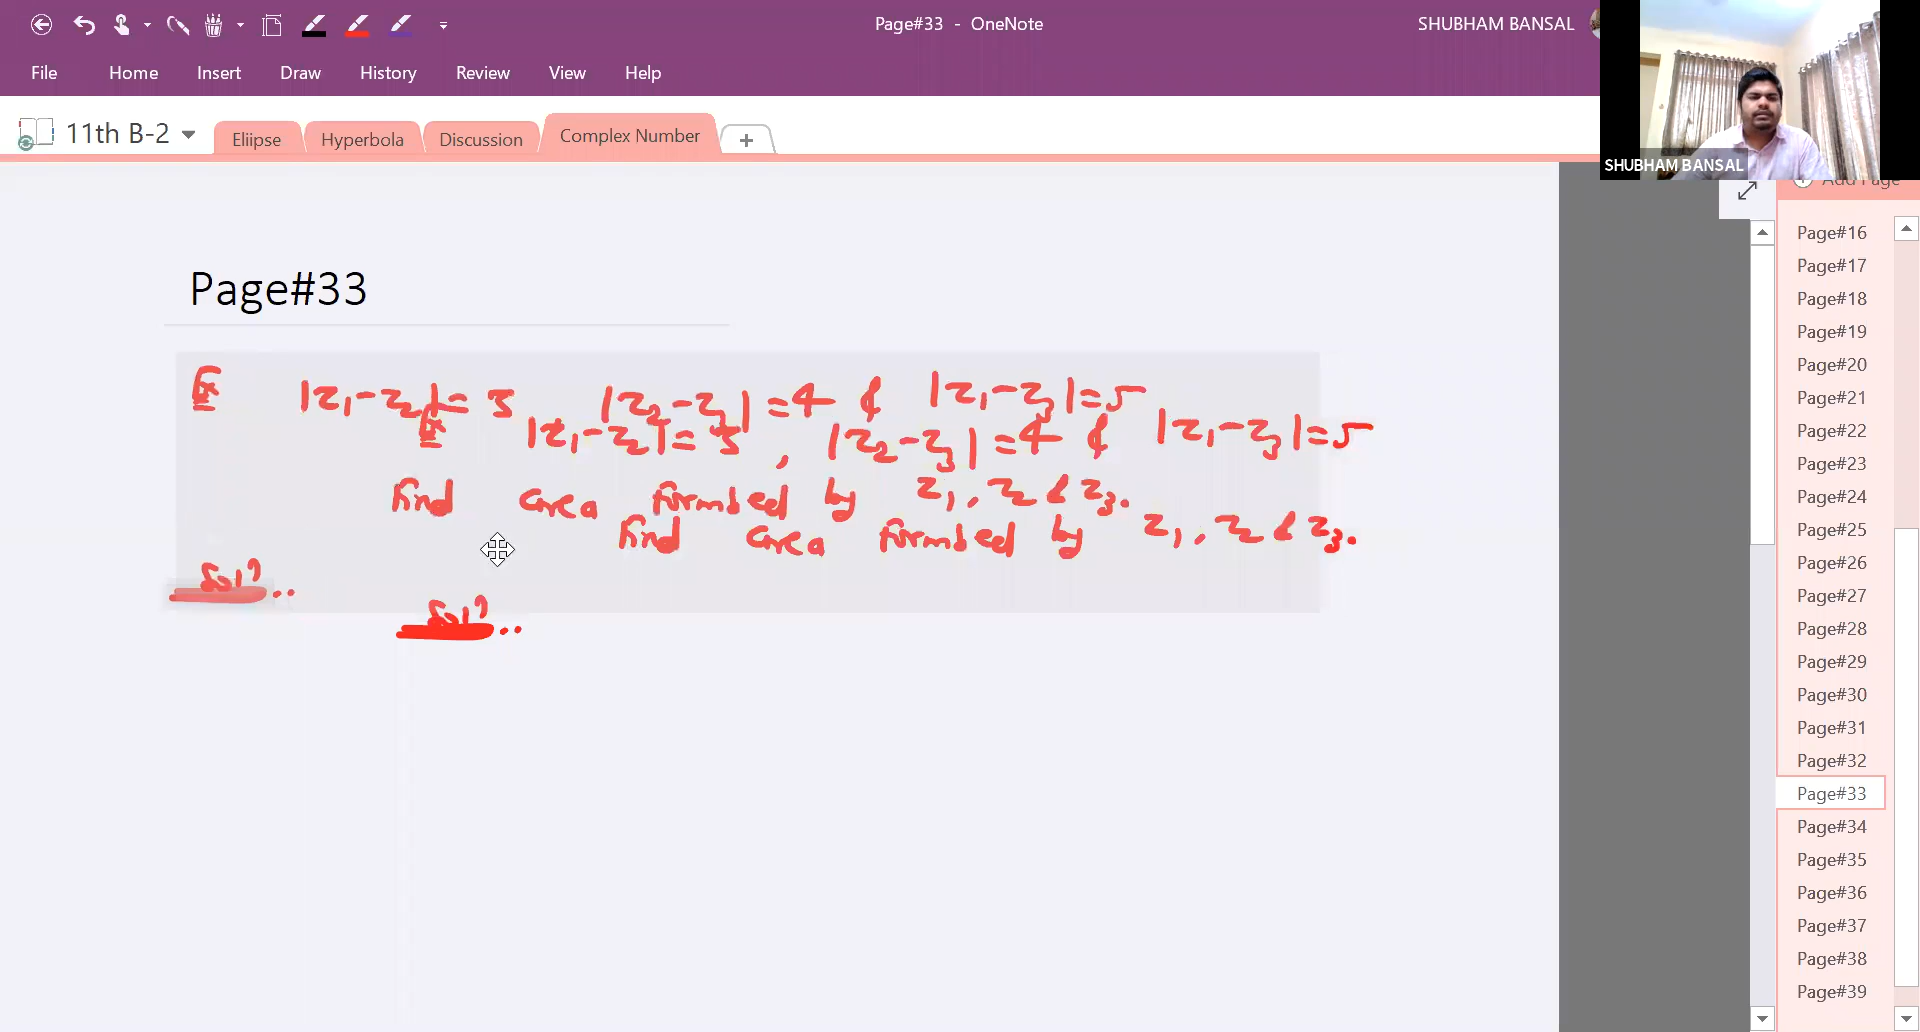 Page#33 - OneNote
SHUBHAM BANSAL
File Home Insert Draw History Review View Help
11th B-2
Eliipse Hyperbola Discussion Complex Number +
SHUBHAM BANSAL
Add Page
Page#33
Ex |z₁-z₂|= 3 |z₂-z₃|=4 & |z₁-z₃|=5
Ex |z₁-z₂|= 3 , |z₂-z₃|=4 & |z₁-z₃|=5
find area formed by z₁, z₂ & z₃.
find area formed by z₁, z₂ & z₃.
Solⁿ..
Solⁿ..
Page#16
Page#17
Page#18
Page#19
Page#20
Page#21
Page#22
Page#23
Page#24
Page#25
Page#26
Page#27
Page#28
Page#29
Page#30
Page#31
Page#32
Page#33
Page#34
Page#35
Page#36
Page#37
Page#38
Page#39